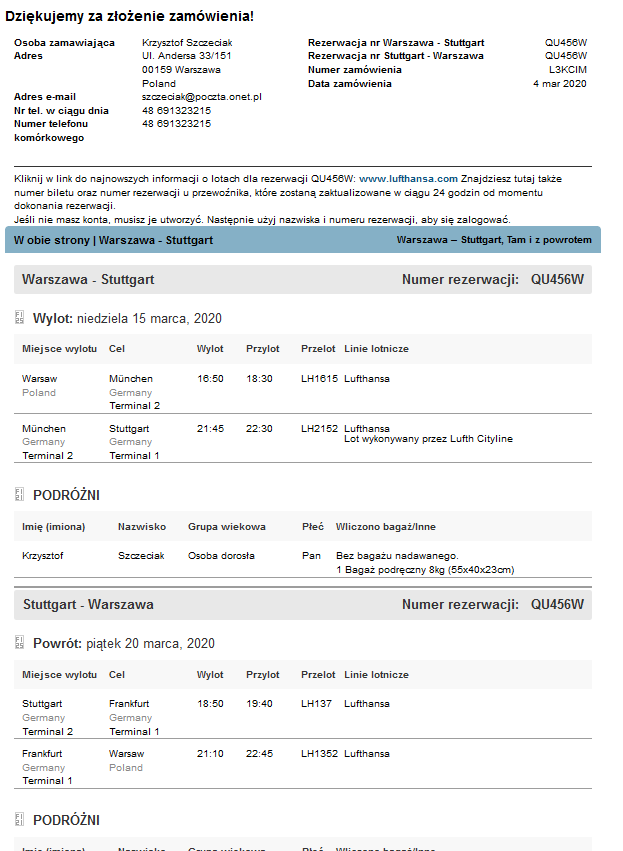 Dziękujemy za złożenie zamówienia!
Osoba zamawiająca Krzysztof Szczeciak Rezerwacja nr Warszawa - Stuttgart QU456W
Adres Ul. Andersa 33/151 Rezerwacja nr Stuttgart - Warszawa QU456W
00159 Warszawa Numer zamówienia L3KCIM
Poland Data zamówienia 4 mar 2020
Adres e-mail szczeciak@poczta.onet.pl
Nr tel. w ciągu dnia 48 691323215
Numer telefonu 48 691323215
komórkowego
Kliknij w link do najnowszych informacji o lotach dla rezerwacji QU456W: www.lufthansa.com Znajdziesz tutaj także
numer biletu oraz numer rezerwacji u przewoźnika, które zostaną zaktualizowane w ciągu 24 godzin od momentu
dokonania rezerwacji.
Jeśli nie masz konta, musisz je utworzyć. Następnie użyj nazwiska i numeru rezerwacji, aby się zalogować.
W obie strony | Warszawa - Stuttgart Warszawa – Stuttgart, Tam i z powrotem
Warszawa - Stuttgart Numer rezerwacji: QU456W
Wylot: niedziela 15 marca, 2020
Miejsce wylotu Cel Wylot Przylot Przelot Linie lotnicze
Warsaw München 16:50 18:30 LH1615 Lufthansa
Poland Germany
Terminal 2
München Stuttgart 21:45 22:30 LH2152 Lufthansa
Germany Germany Lot wykonywany przez Lufth Cityline
Terminal 2 Terminal 1
PODRÓŻNI
Imię (imiona) Nazwisko Grupa wiekowa Płeć Wliczono bagaż/Inne
Krzysztof Szczeciak Osoba dorosła Pan Bez bagażu nadawanego.
1 Bagaż podręczny 8kg (55x40x23cm)
Stuttgart - Warszawa Numer rezerwacji: QU456W
Powrót: piątek 20 marca, 2020
Miejsce wylotu Cel Wylot Przylot Przelot Linie lotnicze
Stuttgart Frankfurt 18:50 19:40 LH137 Lufthansa
Germany Germany
Terminal 2 Terminal 1
Frankfurt Warsaw 21:10 22:45 LH1352 Lufthansa
Germany Poland
Terminal 1
PODRÓŻNI
Imię (imiona) Nazwisko Grupa wiekowa Płeć Wliczono bagaż/Inne